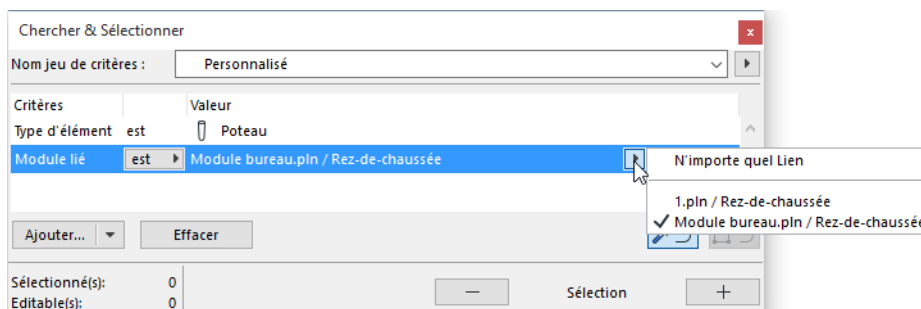 Chercher & Sélectionner
x
Nom jeu de critères :
Personnalisé
Critères
Valeur
Type d'élément est Poteau
Module lié est Module bureau.pln / Rez-de-chaussée
N'importe quel Lien
1.pln / Rez-de-chaussée
Module bureau.pln / Rez-de-chaussée
Ajouter... Effacer
Sélectionné(s): 0
Editable(s): 0
Sélection